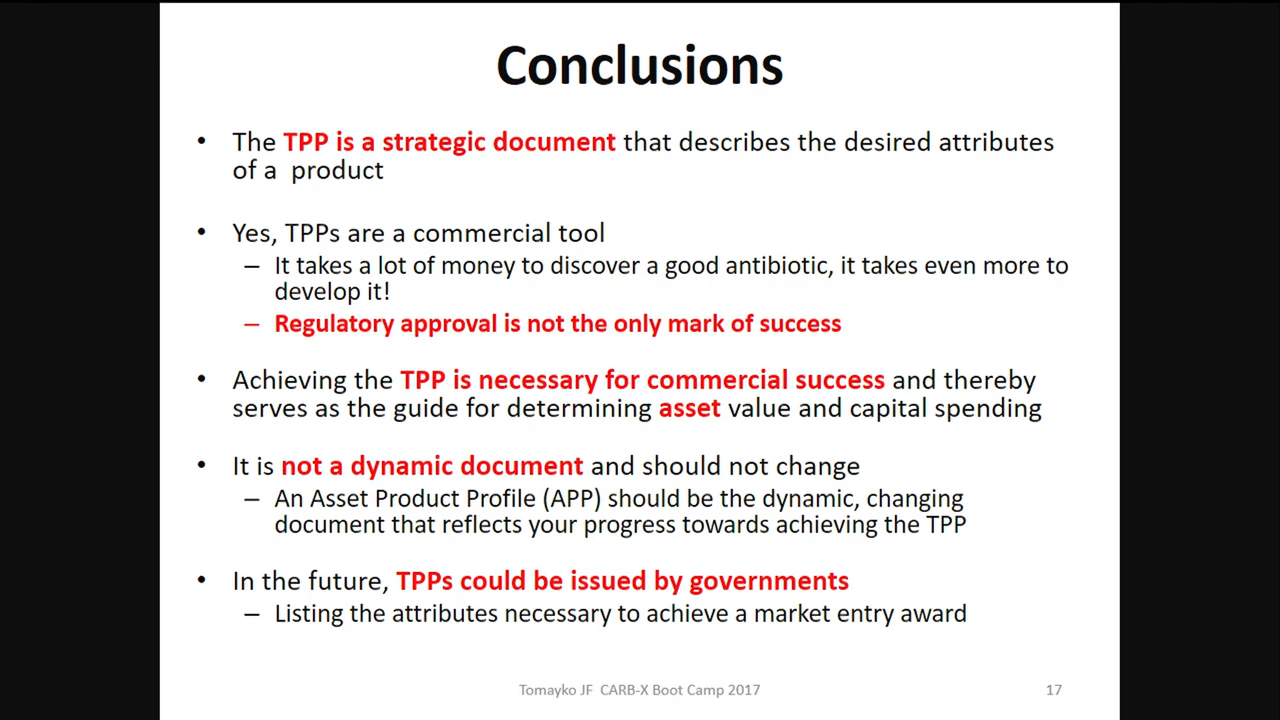 Conclusions
• The TPP is a strategic document that describes the desired attributes
of a  product
• Yes, TPPs are a commercial tool
– It takes a lot of money to discover a good antibiotic, it takes even more to
develop it!
– Regulatory approval is not the only mark of success
• Achieving the TPP is necessary for commercial success and thereby
serves as the guide for determining asset value and capital spending
• It is not a dynamic document and should not change
– An Asset Product Profile (APP) should be the dynamic, changing
document that reflects your progress towards achieving the TPP
• In the future, TPPs could be issued by governments
– Listing the attributes necessary to achieve a market entry award
Tomayko JF  CARB-X Boot Camp 2017
17